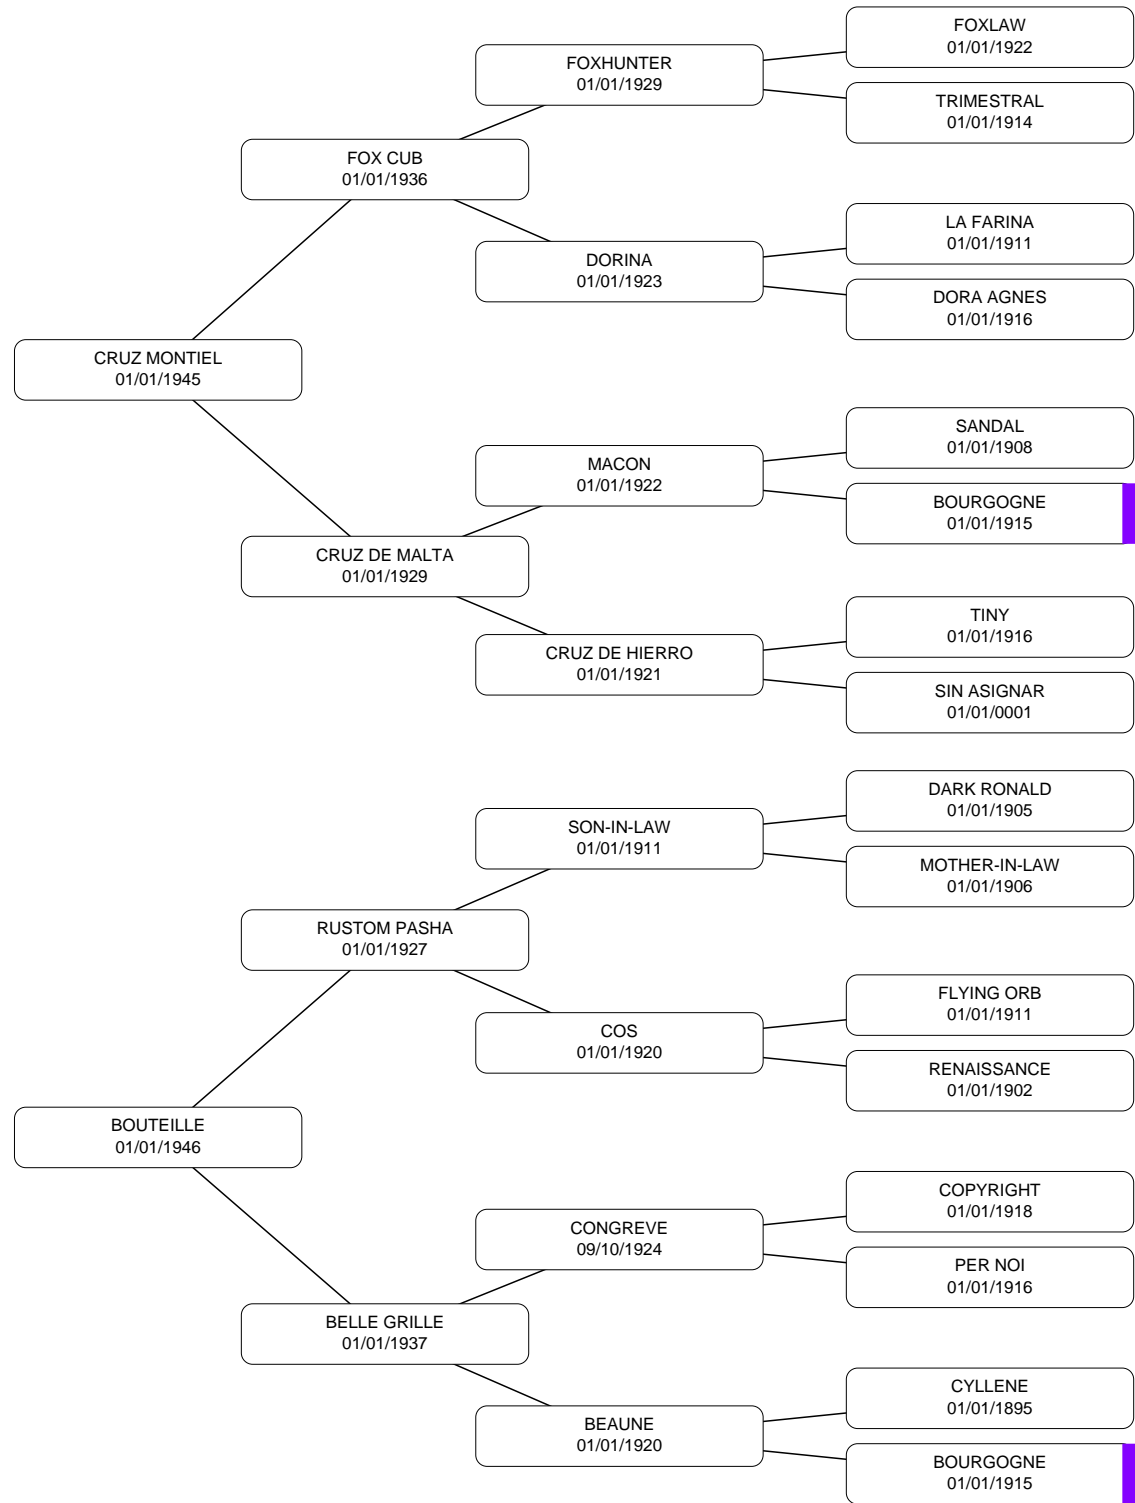 FOXLAW
01/01/1922
FOXHUNTER
01/01/1929
TRIMESTRAL
01/01/1914
FOX CUB
01/01/1936
LA FARINA
01/01/1911
DORINA
01/01/1923
DORA AGNES
01/01/1916
CRUZ MONTIEL
01/01/1945
SANDAL
01/01/1908
MACON
01/01/1922
BOURGOGNE
01/01/1915
CRUZ DE MALTA
01/01/1929
TINY
01/01/1916
CRUZ DE HIERRO
01/01/1921
SIN ASIGNAR
01/01/0001
DARK RONALD
01/01/1905
SON-IN-LAW
01/01/1911
MOTHER-IN-LAW
01/01/1906
RUSTOM PASHA
01/01/1927
FLYING ORB
01/01/1911
COS
01/01/1920
RENAISSANCE
01/01/1902
BOUTEILLE
01/01/1946
COPYRIGHT
01/01/1918
CONGREVE
09/10/1924
PER NOI
01/01/1916
BELLE GRILLE
01/01/1937
CYLLENE
01/01/1895
BEAUNE
01/01/1920
BOURGOGNE
01/01/1915